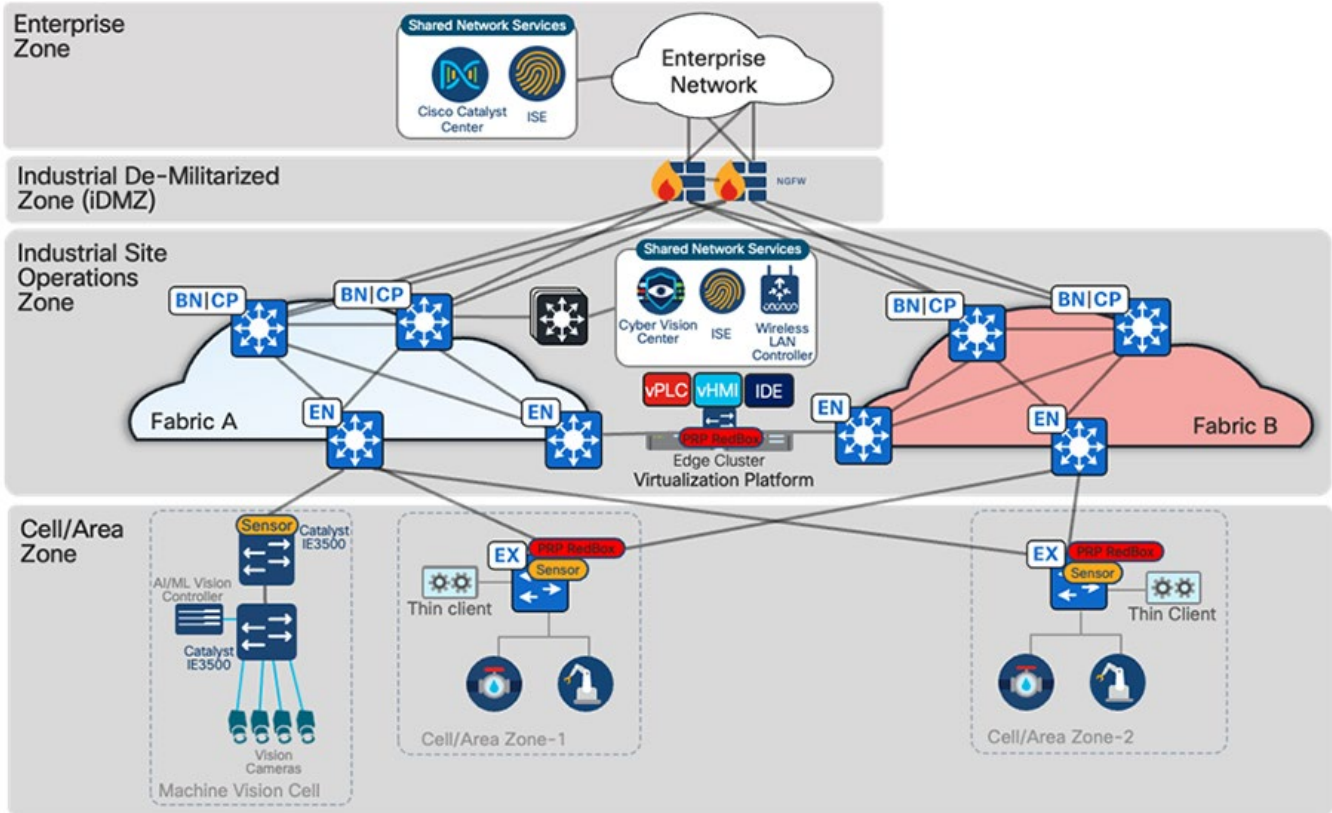 Enterprise
Zone
Shared Network Services
Cisco Catalyst
Center
ISE
Enterprise
Network
Industrial De-Militarized
Zone (iDMZ)
NGFW
Industrial Site
Operations
Zone
Shared Network Services
Cyber Vision
Center
ISE
Wireless
LAN
Controller
BN|CP
BN|CP
BN|CP
BN|CP
vPLC
vHMI
IDE
EN
EN
EN
EN
Fabric A
Fabric B
PRP RedBox
Edge Cluster
Virtualization Platform
Cell/Area
Zone
Sensor
Catalyst
IE3500
AI/ML Vision
Controller
Catalyst
IE3500
Vision
Cameras
Machine Vision Cell
EX
PRP RedBox
Sensor
Thin client
Cell/Area Zone-1
EX
PRP RedBox
Sensor
Thin Client
Cell/Area Zone-2